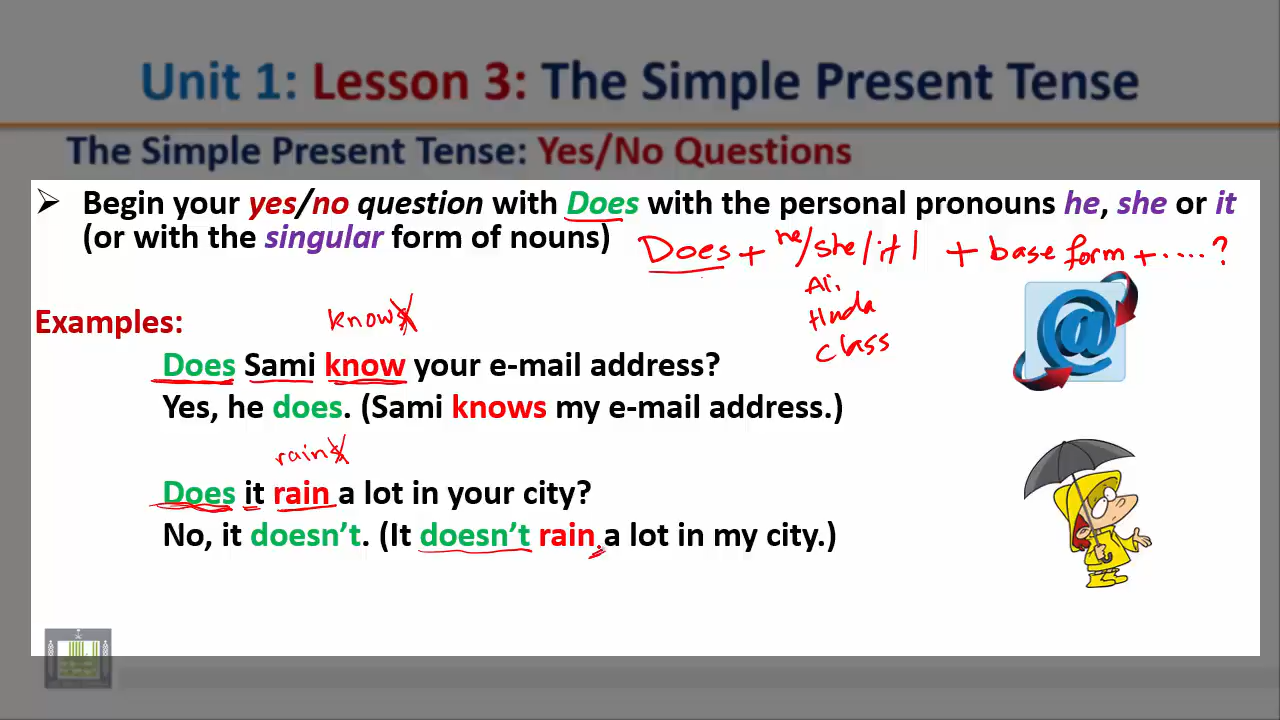 Unit 1: Lesson 3: The Simple Present Tense
The Simple Present Tense: Yes/No Questions
➢ Begin your yes/no question with Does with the personal pronouns he, she or it
(or with the singular form of nouns)
Does + he/she/it/ + base form + ..... ?
Ali
Huda
class
Examples:
knows
Does Sami know your e-mail address?
Yes, he does. (Sami knows my e-mail address.)
rains
Does it rain a lot in your city?
No, it doesn't. (It doesn't rain a lot in my city.)